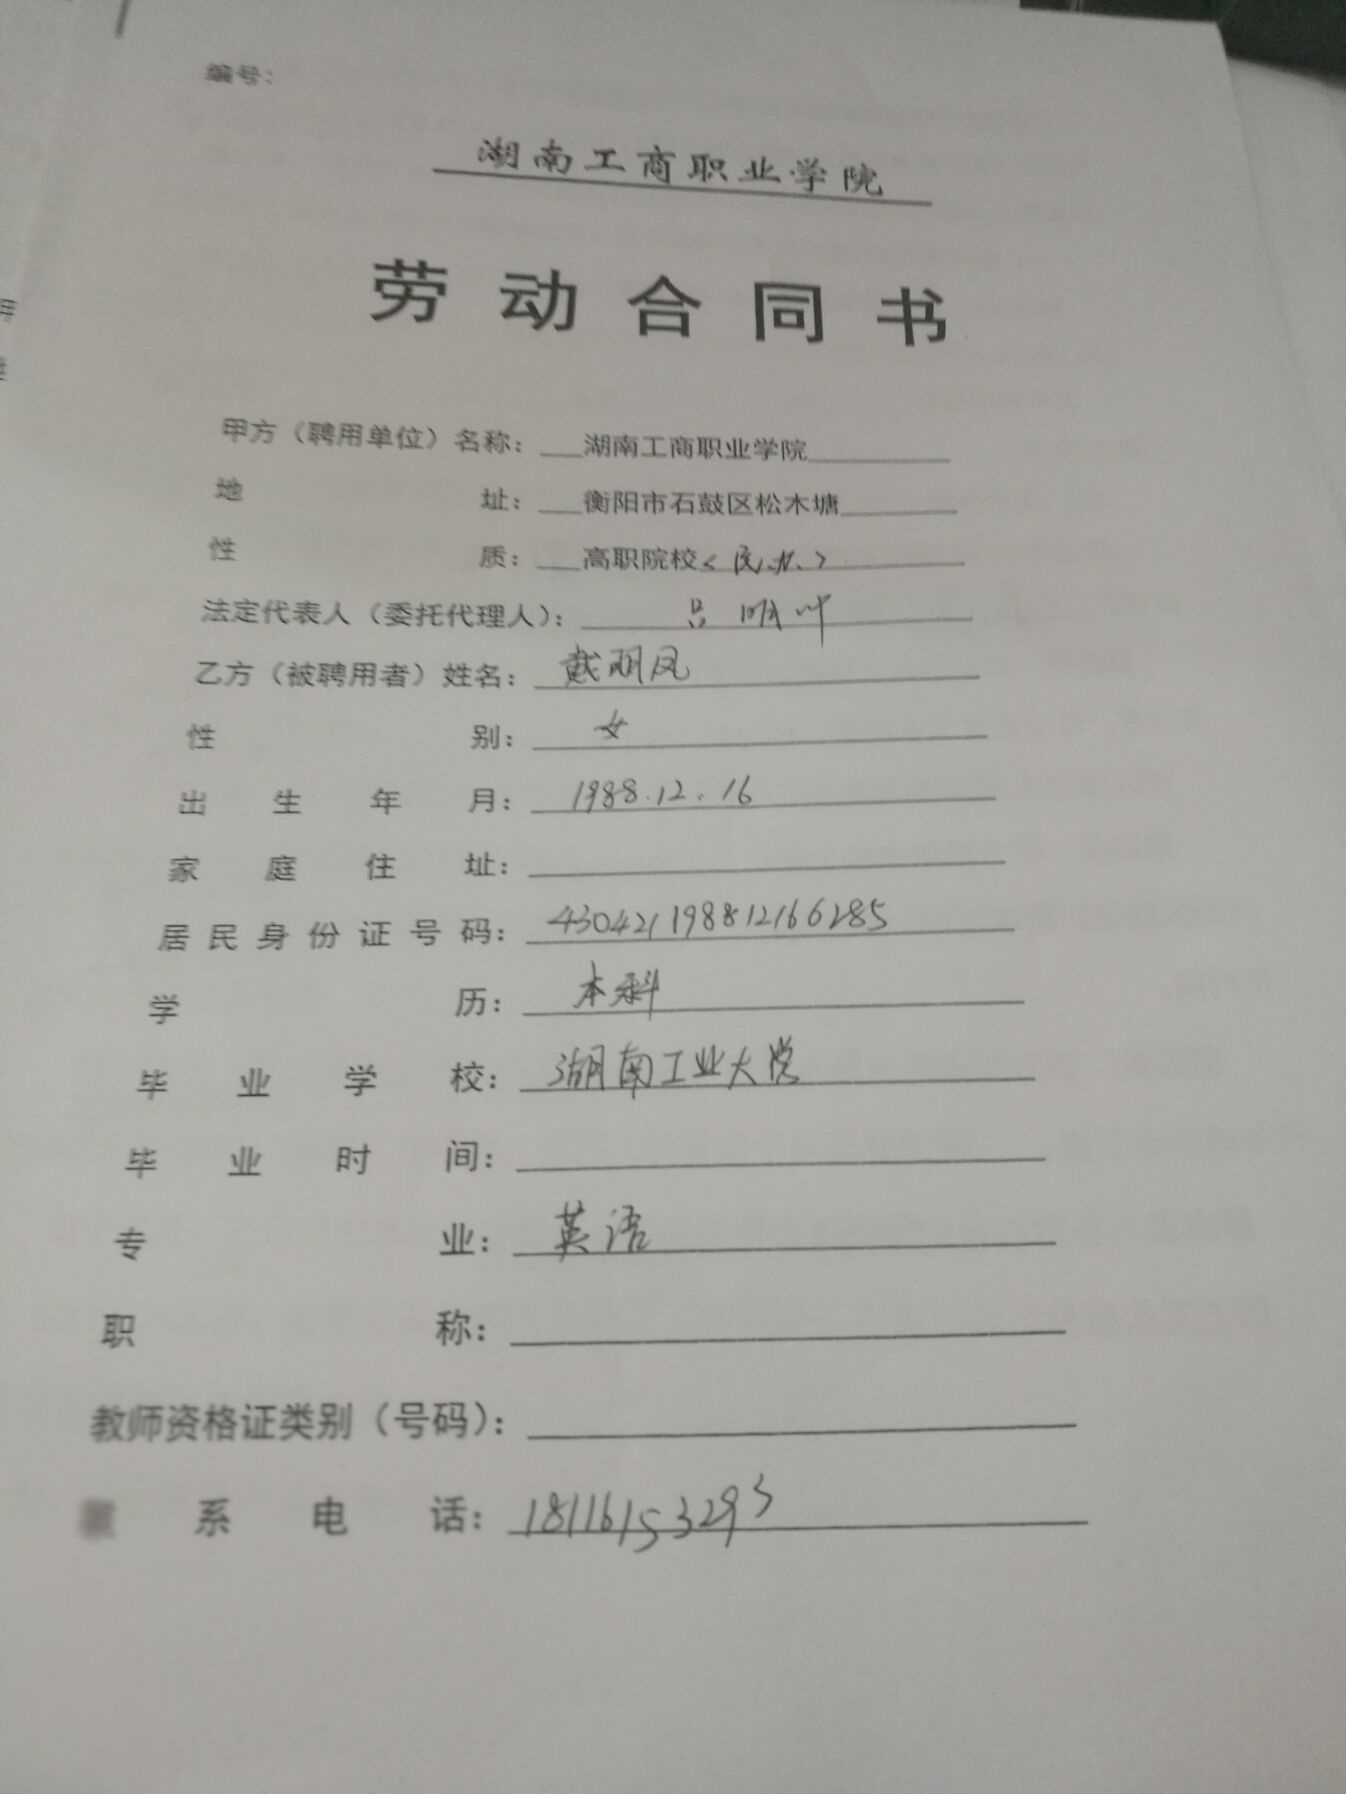 编号：
湖南工商职业学院
劳动合同书
甲方（聘用单位）名称：湖南工商职业学院
地址：衡阳市石鼓区松木塘
性质：高职院校＜民办＞
法定代表人（委托代理人）：吕明叶
乙方（被聘用者）姓名：戴明凤
性别：女
出生年月：1988.12.16
家庭住址：
居民身份证号码：430421198812166285
学历：本科
毕业学校：湖南工业大学
毕业时间：
专业：英语
职称：
教师资格证类别（号码）：
系电话：18116153293